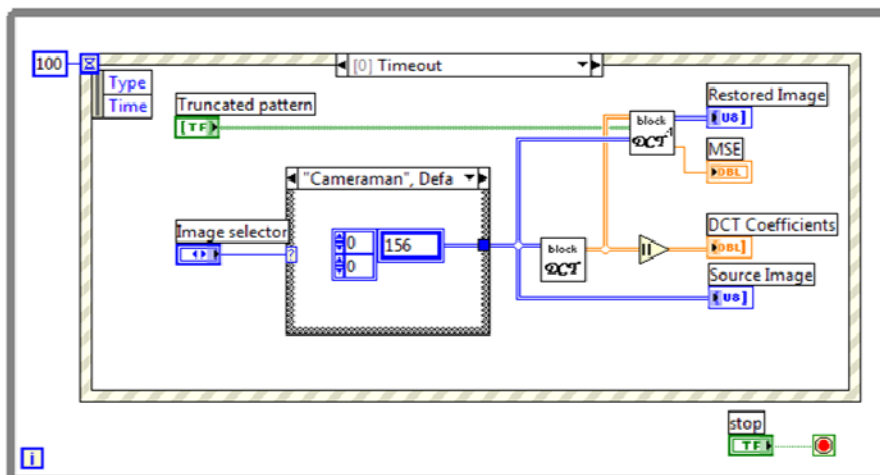 100
[0] Timeout
Type
Time
Truncated pattern
[TF]
Restored Image
U8]
block
DCT-1
MSE
DBL
"Cameraman", Defa
Image selector
?
0
156
0
block
DCT
DCT Coefficients
DBL]
Source Image
U8]
stop
TF
i